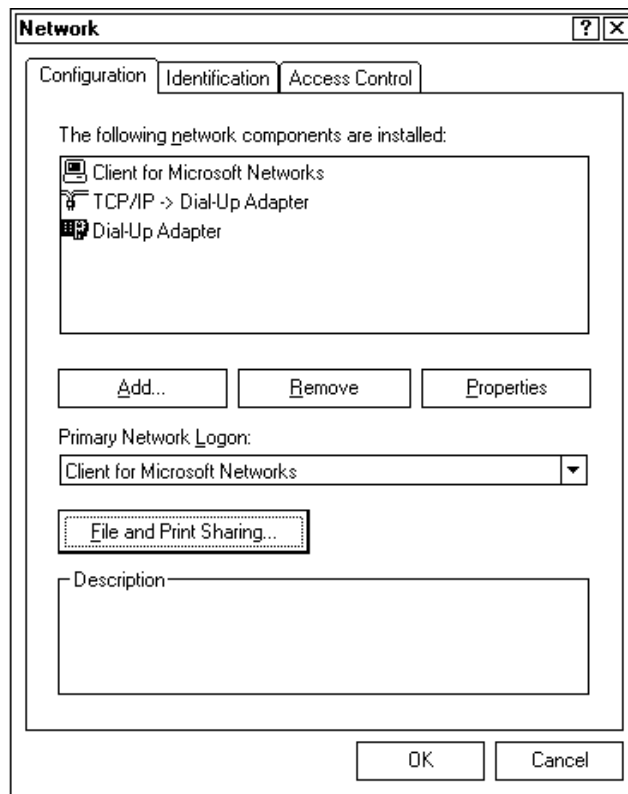 Network
Configuration Identification Access Control
The following network components are installed:
Client for Microsoft Networks
TCP/IP -> Dial-Up Adapter
Dial-Up Adapter
Add... Remove Properties
Primary Network Logon:
Client for Microsoft Networks
File and Print Sharing...
Description
OK Cancel